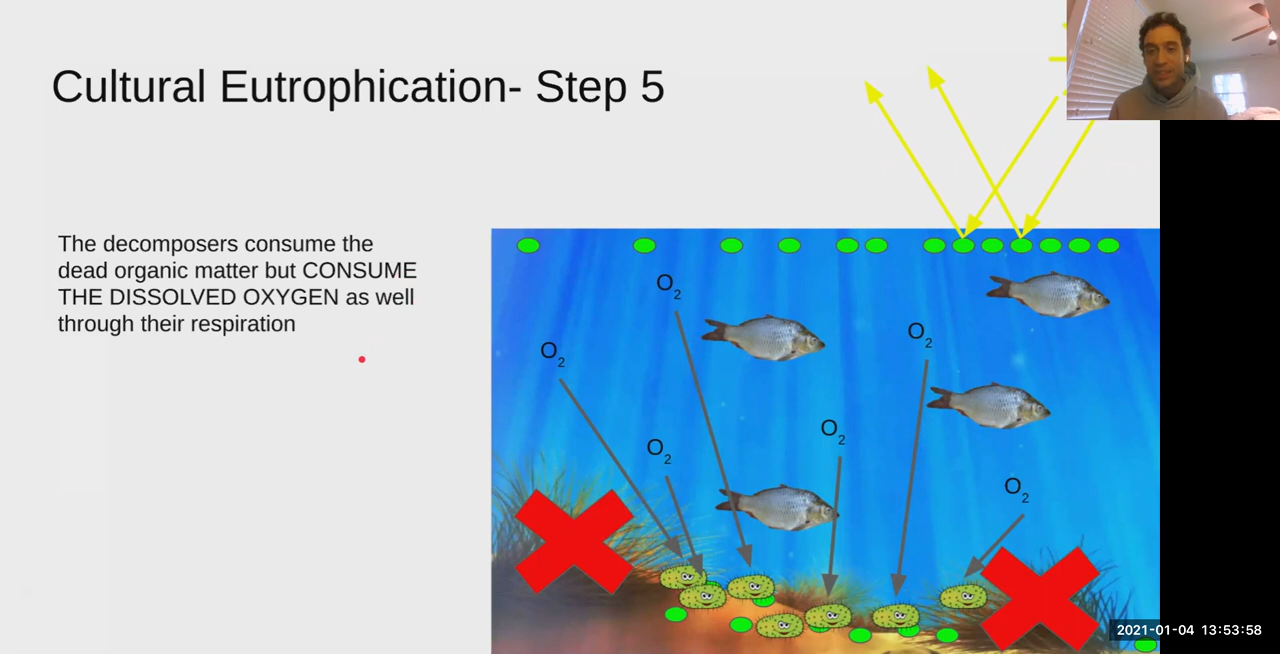 Cultural Eutrophication- Step 5
The decomposers consume the
dead organic matter but CONSUME
THE DISSOLVED OXYGEN as well
through their respiration
O2
O2
O2
O2
O2
O2
2021-01-04 13:53:58